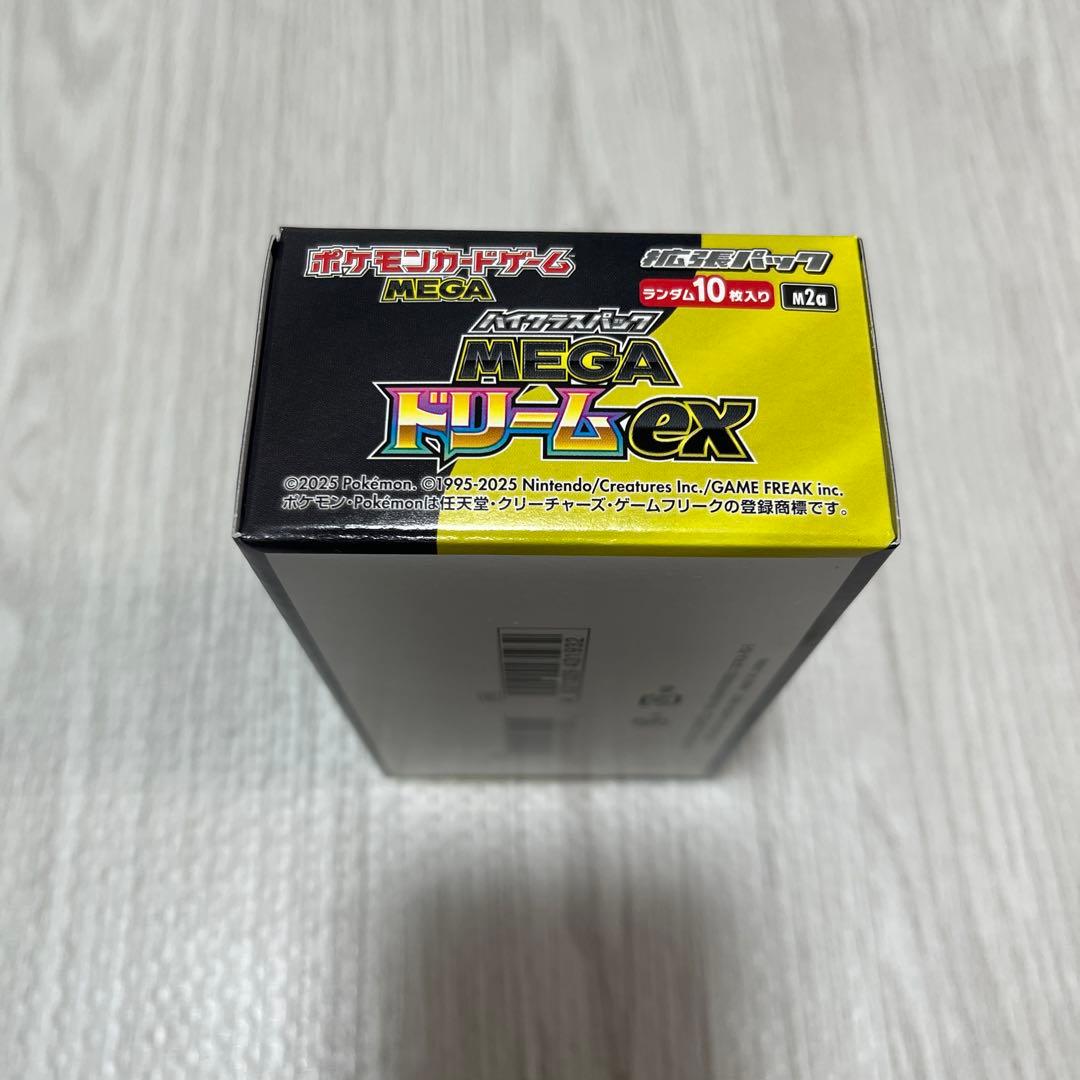 ポケモンカードゲーム
MEGA
拡張パック
ランダム10枚入り M2a
ハイクラスパック
MEGA
ドリームex
©2025 Pokémon. ©1995-2025 Nintendo/Creatures Inc./GAME FREAK inc.
ポケモン・Pokémonは任天堂・クリーチャーズ・ゲームフリークの登録商標です。